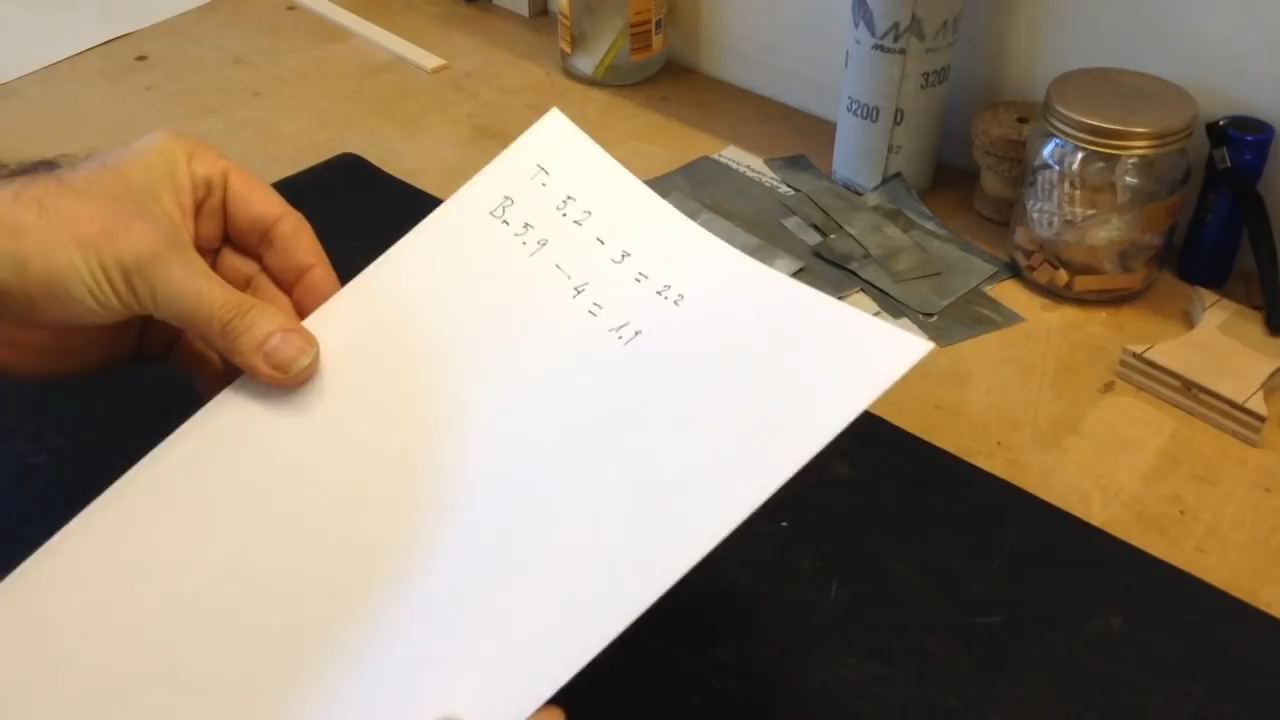 T- 5.2 - 3 = 2.2
B- 5.9 - 4 = 1.9
3200
3200